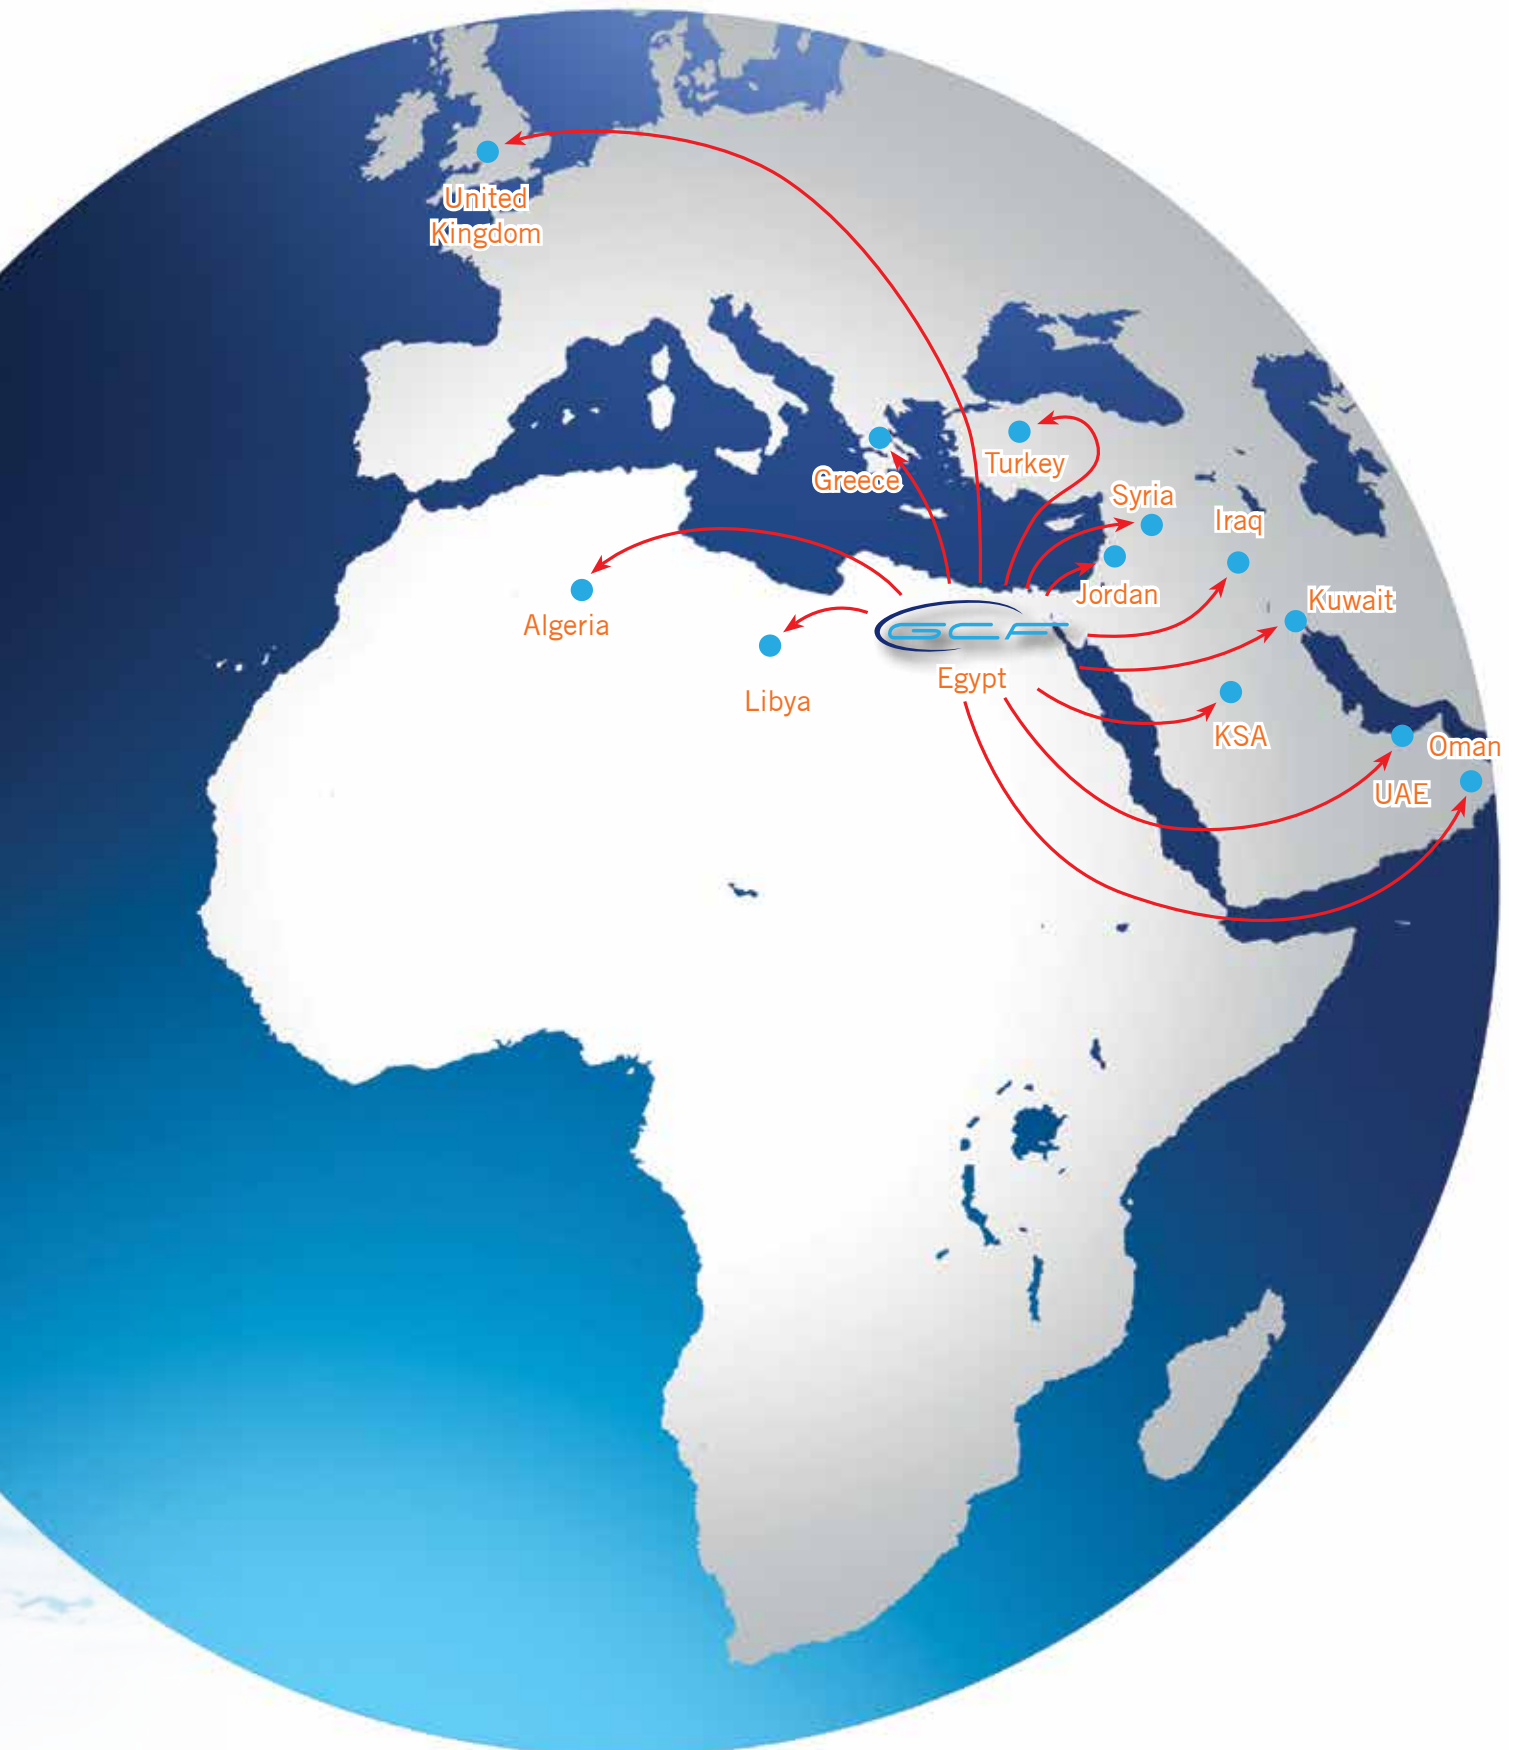 United
Kingdom
Greece
Turkey
Syria
Iraq
Jordan
Kuwait
Algeria
GCF
Egypt
Libya
KSA
Oman
UAE